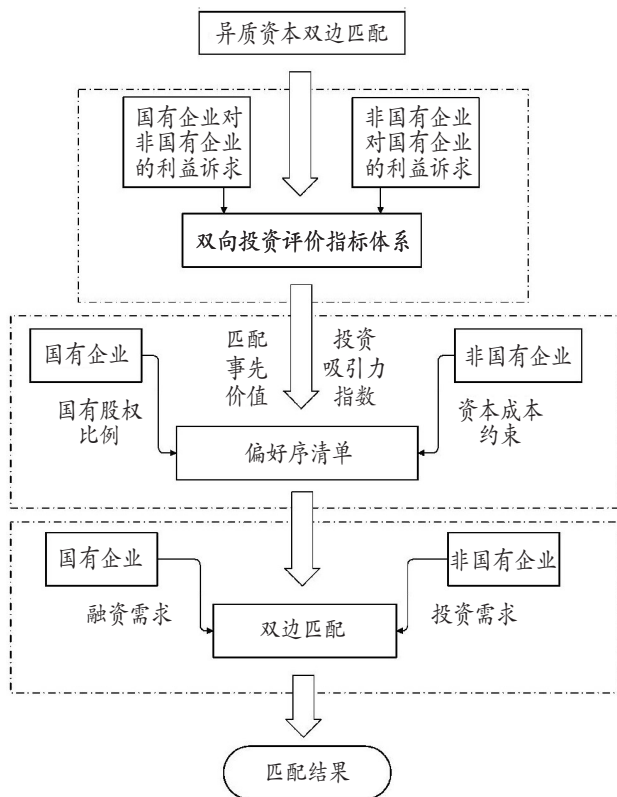 异质资本双边匹配
国有企业对
非国有企业
的利益诉求
非国有企业
对国有企业
的利益诉求
双向投资评价指标体系
匹配
事先
价值
投资
吸引力
指数
国有企业
非国有企业
国有股权
比例
资本成本
约束
偏好序清单
国有企业
非国有企业
融资需求
投资需求
双边匹配
匹配结果